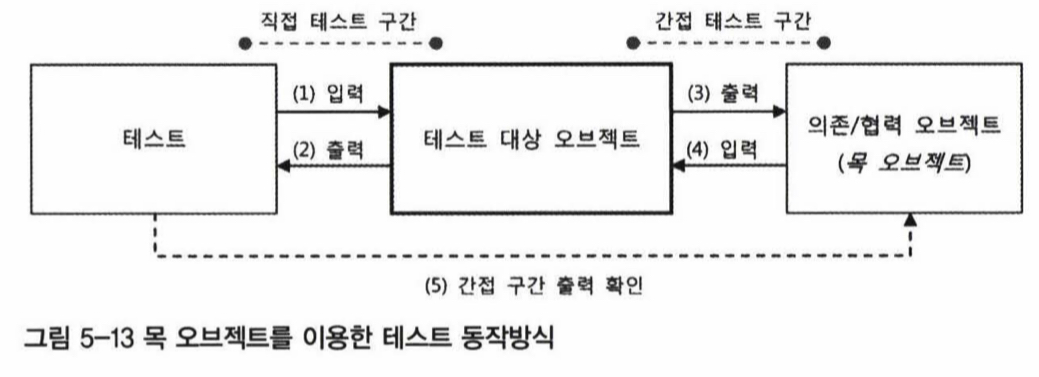 직접 테스트 구간
간접 테스트 구간
테스트
(1) 입력
(2) 출력
테스트 대상 오브젝트
(3) 출력
(4) 입력
의존/협력 오브젝트
(목 오브젝트)
(5) 간접 구간 출력 확인
그림 5-13 목 오브젝트를 이용한 테스트 동작방식